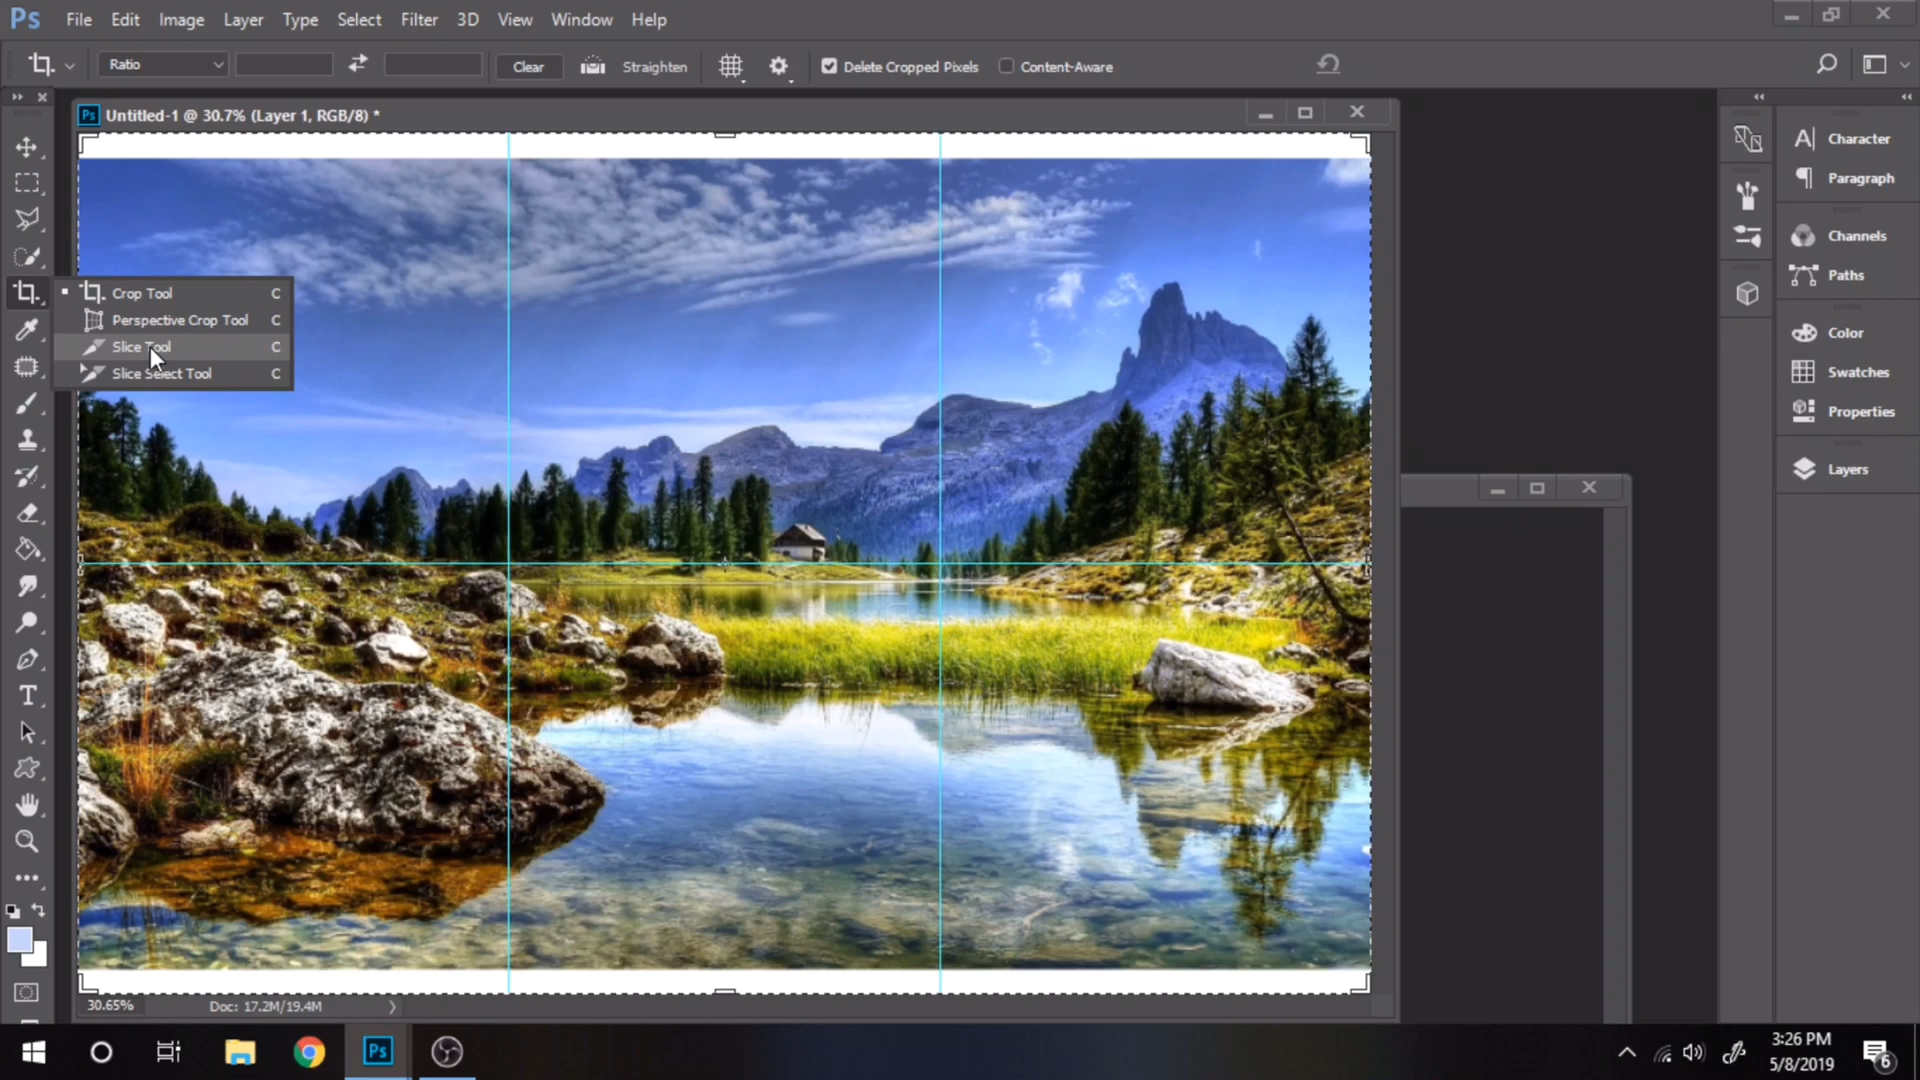 Ps File Edit Image Layer Type Select Filter 3D View Window Help
Ratio Clear Straighten Delete Cropped Pixels Content-Aware
Ps Untitled-1 @ 30.7% (Layer 1, RGB/8) *
Character
Paragraph
Channels
Paths
Color
Swatches
Properties
Layers
Crop Tool C
Perspective Crop Tool C
Slice Tool C
Slice Select Tool C
30.65% Doc: 17.2M/19.4M
Ps
3:26 PM
5/8/2019
6